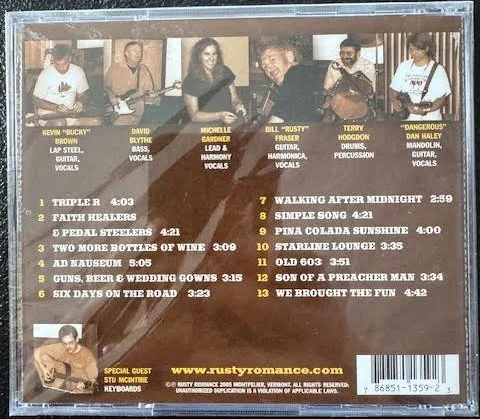 KEVIN "BUCKY"
BROWN
LAP STEEL,
GUITAR,
VOCALS
DAVID
BLYTHE
BASS,
VOCALS
MICHELLE
GARDNER
LEAD &
HARMONY
VOCALS
BILL "RUSTY"
FRASER
GUITAR,
HARMONICA,
VOCALS
TERRY
HODGDON
DRUMS,
PERCUSSION
"DANGEROUS"
DAN HALEY
MANDOLIN,
GUITAR,
VOCALS
1 TRIPLE R 4:03
2 FAITH HEALERS
& PEDAL STEELERS 4:21
3 TWO MORE BOTTLES OF WINE 3:09
4 AD NAUSEUM 5:05
5 GUNS, BEER & WEDDING GOWNS 3:15
6 SIX DAYS ON THE ROAD 3:23
7 WALKING AFTER MIDNIGHT 2:59
8 SIMPLE SONG 4:21
9 PINA COLADA SUNSHINE 4:00
10 STARLINE LOUNGE 3:35
11 OLD 603 3:51
12 SON OF A PREACHER MAN 3:34
13 WE BROUGHT THE FUN 4:42
SPECIAL GUEST
STU MCINTIRE
KEYBOARDS
www.rustyromance.com
© ℗ RUSTY ROMANCE 2005 MONTPELIER, VERMONT. ALL RIGHTS RESERVED.
UNAUTHORIZED DUPLICATION IS A VIOLATION OF APPLICABLE LAWS.
7 86851-1359-2 3